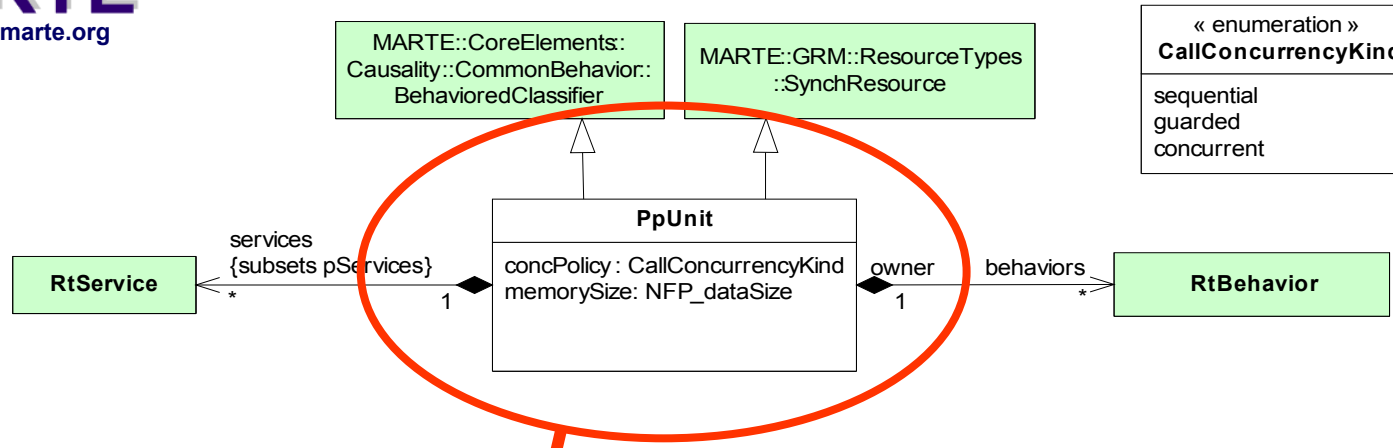 marte.org
MARTE::CoreElements::
Causality::CommonBehavior::
BehavioredClassifier
MARTE::GRM::ResourceTypes
::SynchResource
« enumeration »
CallConcurrencyKind
sequential
guarded
concurrent
PpUnit
concPolicy : CallConcurrencyKind
memorySize: NFP_dataSize
services
{subsets pServices}
*
1
RtService
owner
1
behaviors
*
RtBehavior